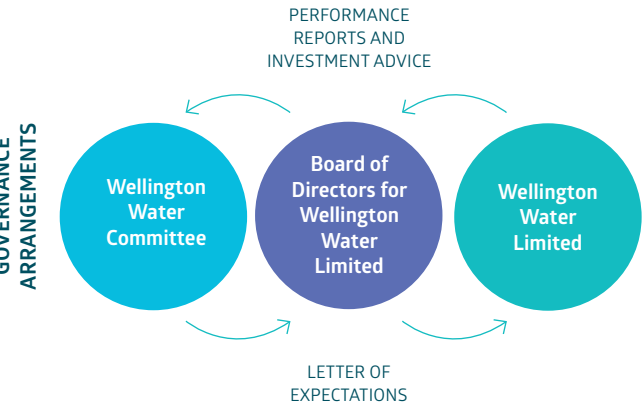 PERFORMANCE
REPORTS AND
INVESTMENT ADVICE
GOVERNANCE
ARRANGEMENTS
Wellington
Water
Committee
Board of
Directors for
Wellington
Water
Limited
Wellington
Water
Limited
LETTER OF
EXPECTATIONS